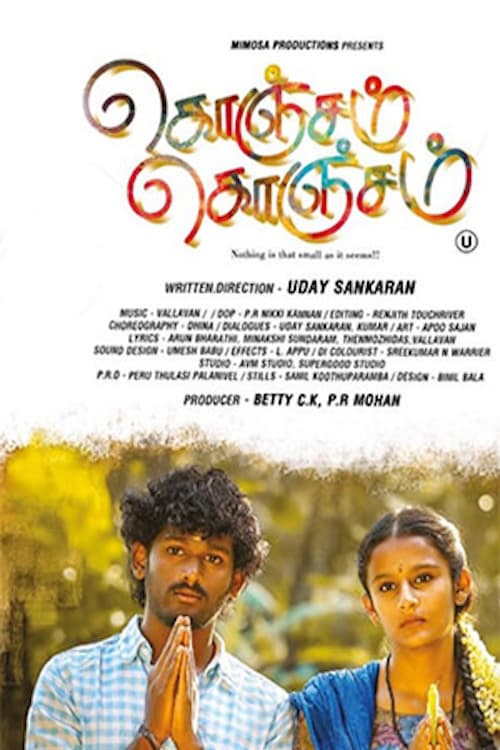 MIMOSA PRODUCTIONS PRESENTS
கொஞ்சம்
கொஞ்சம்
U
Nothing is that small as it seems!!
WRITTEN.DIRECTION - UDAY SANKARAN
MUSIC - VALLAVAN / / DOP - P.R NIKKI KANNAN / EDITING - RENJITH TOUCHRIVER
CHOREOGRAPHY - DHINA / DIALOGUES - UDAY SANKARAN, KUMAR / ART - APOO SAJAN
LYRICS - ARUN BHARATHI, MINAKSHI SUNDARAM, THENMOZHIDAS,VALLAVAN
SOUND DESIGN - UMESH BABU / EFFECTS - L. APPU / DI COLOURIST - SREEKUMAR N WARRIER
STUDIO - AVM STUDIO, SUPERGOOD STUDIO
P.R.O - PERU THULASI PALANIVEL / STILLS - SAMIL KOOTHUPARAMBA / DESIGN - BIMIL BALA
PRODUCER - BETTY C.K, P.R MOHAN